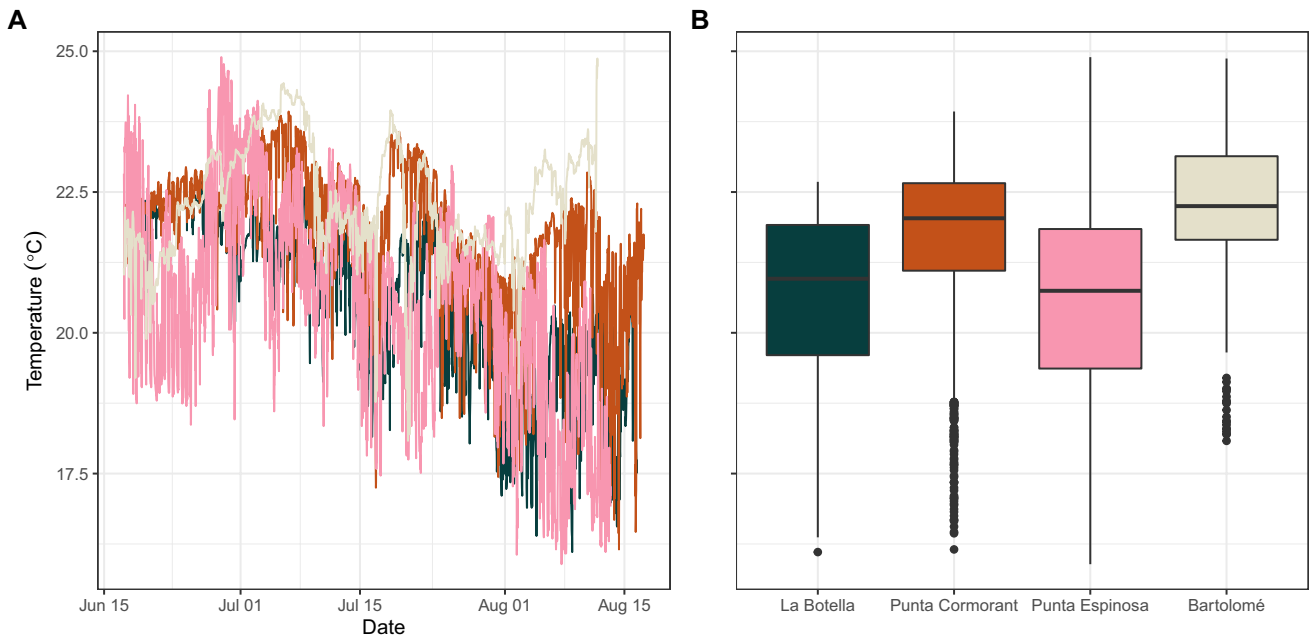 A
B
Temperature (°C)
25.0
22.5
20.0
17.5
Jun 15 Jul 01 Jul 15 Aug 01 Aug 15
Date
La Botella Punta Cormorant Punta Espinosa Bartolomé